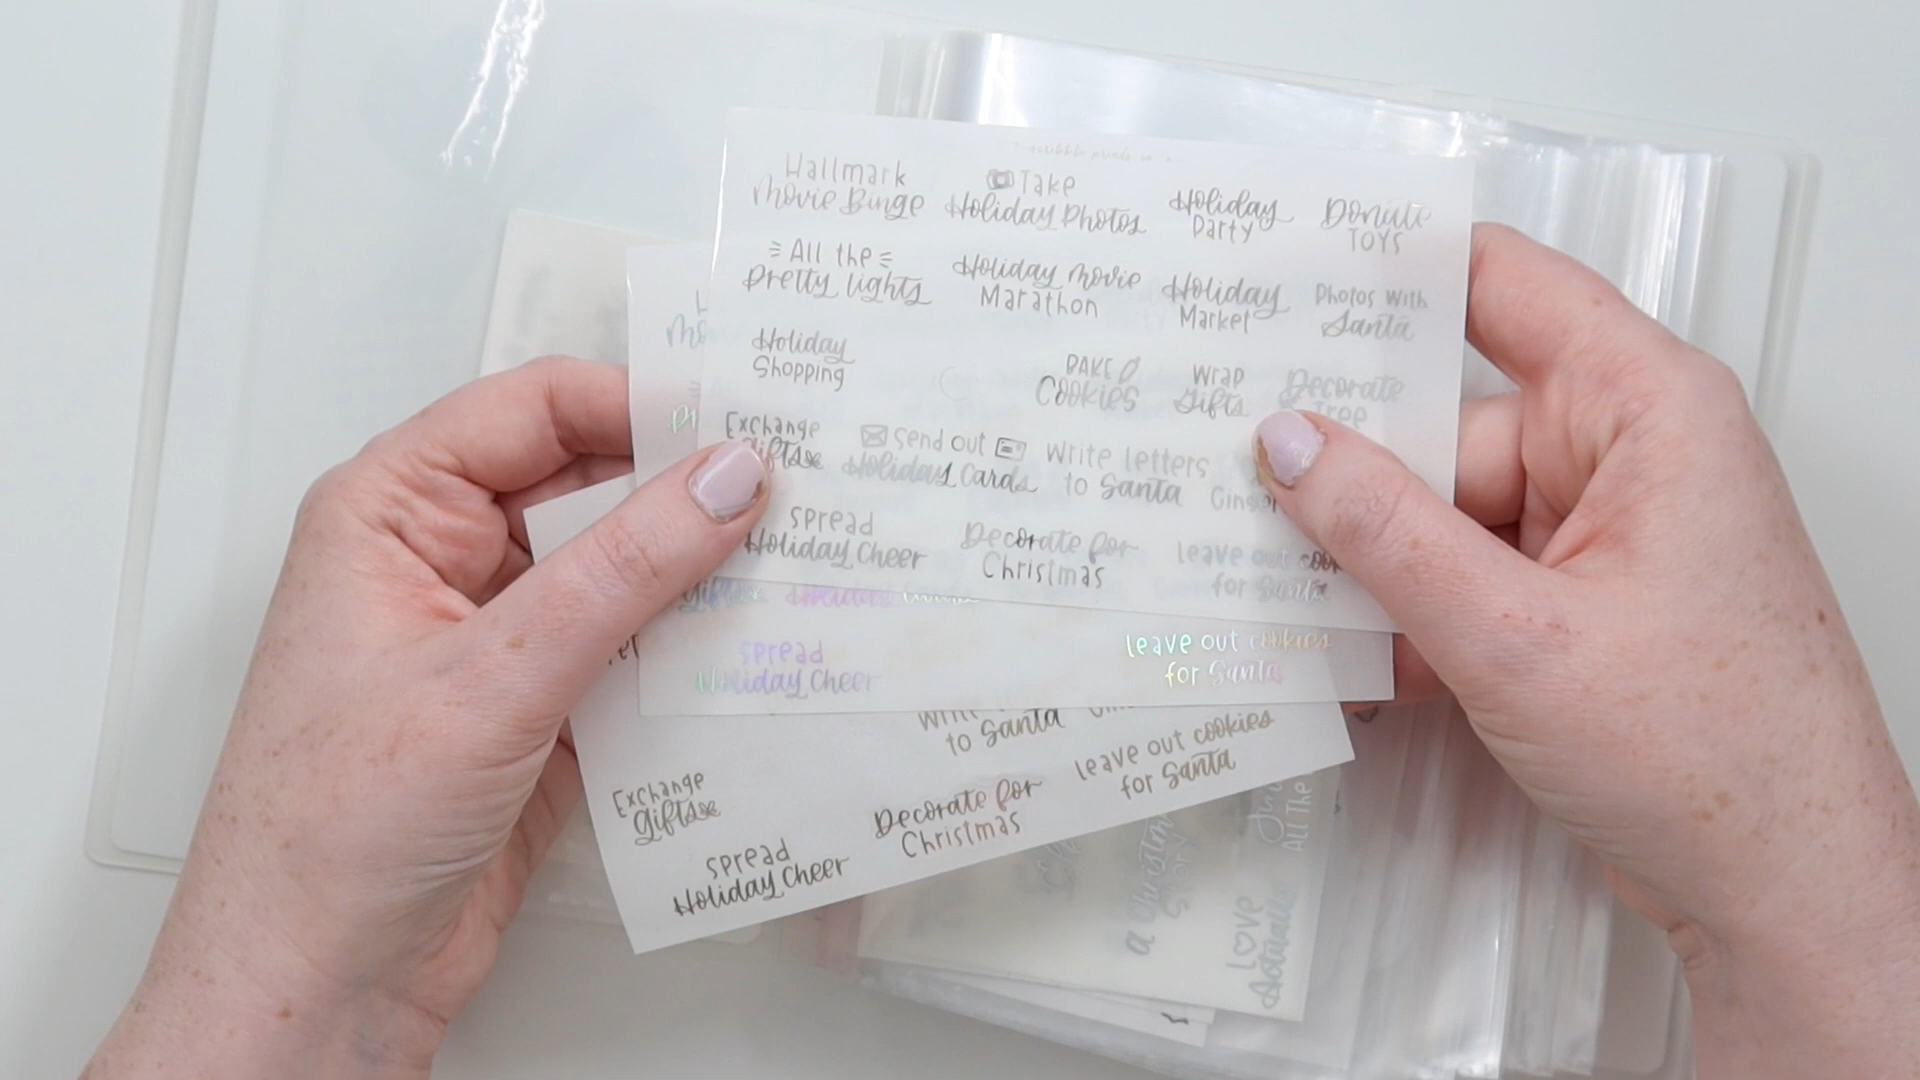 Hallmark
Movie Binge
Take
Holiday Photos
Holiday
Party
Donate
TOYS
All the
Pretty Lights
Holiday Movie
Marathon
Holiday
Market
Photos with
Santa
Holiday
Shopping
BAKE
Cookies
Wrap
Gifts
Decorate
Tree
Exchange
gifts
Send out
Holiday Cards
Write letters
to Santa
Spread
Holiday Cheer
Decorate for
Christmas
leave out
for Santa
Spread
Holiday Cheer
leave out cookies
for Santa
to Santa
Exchange
gifts
Spread
Holiday Cheer
Decorate for
Christmas
leave out cookies
for Santa
a Christmas
Story
Love
Actually
All The